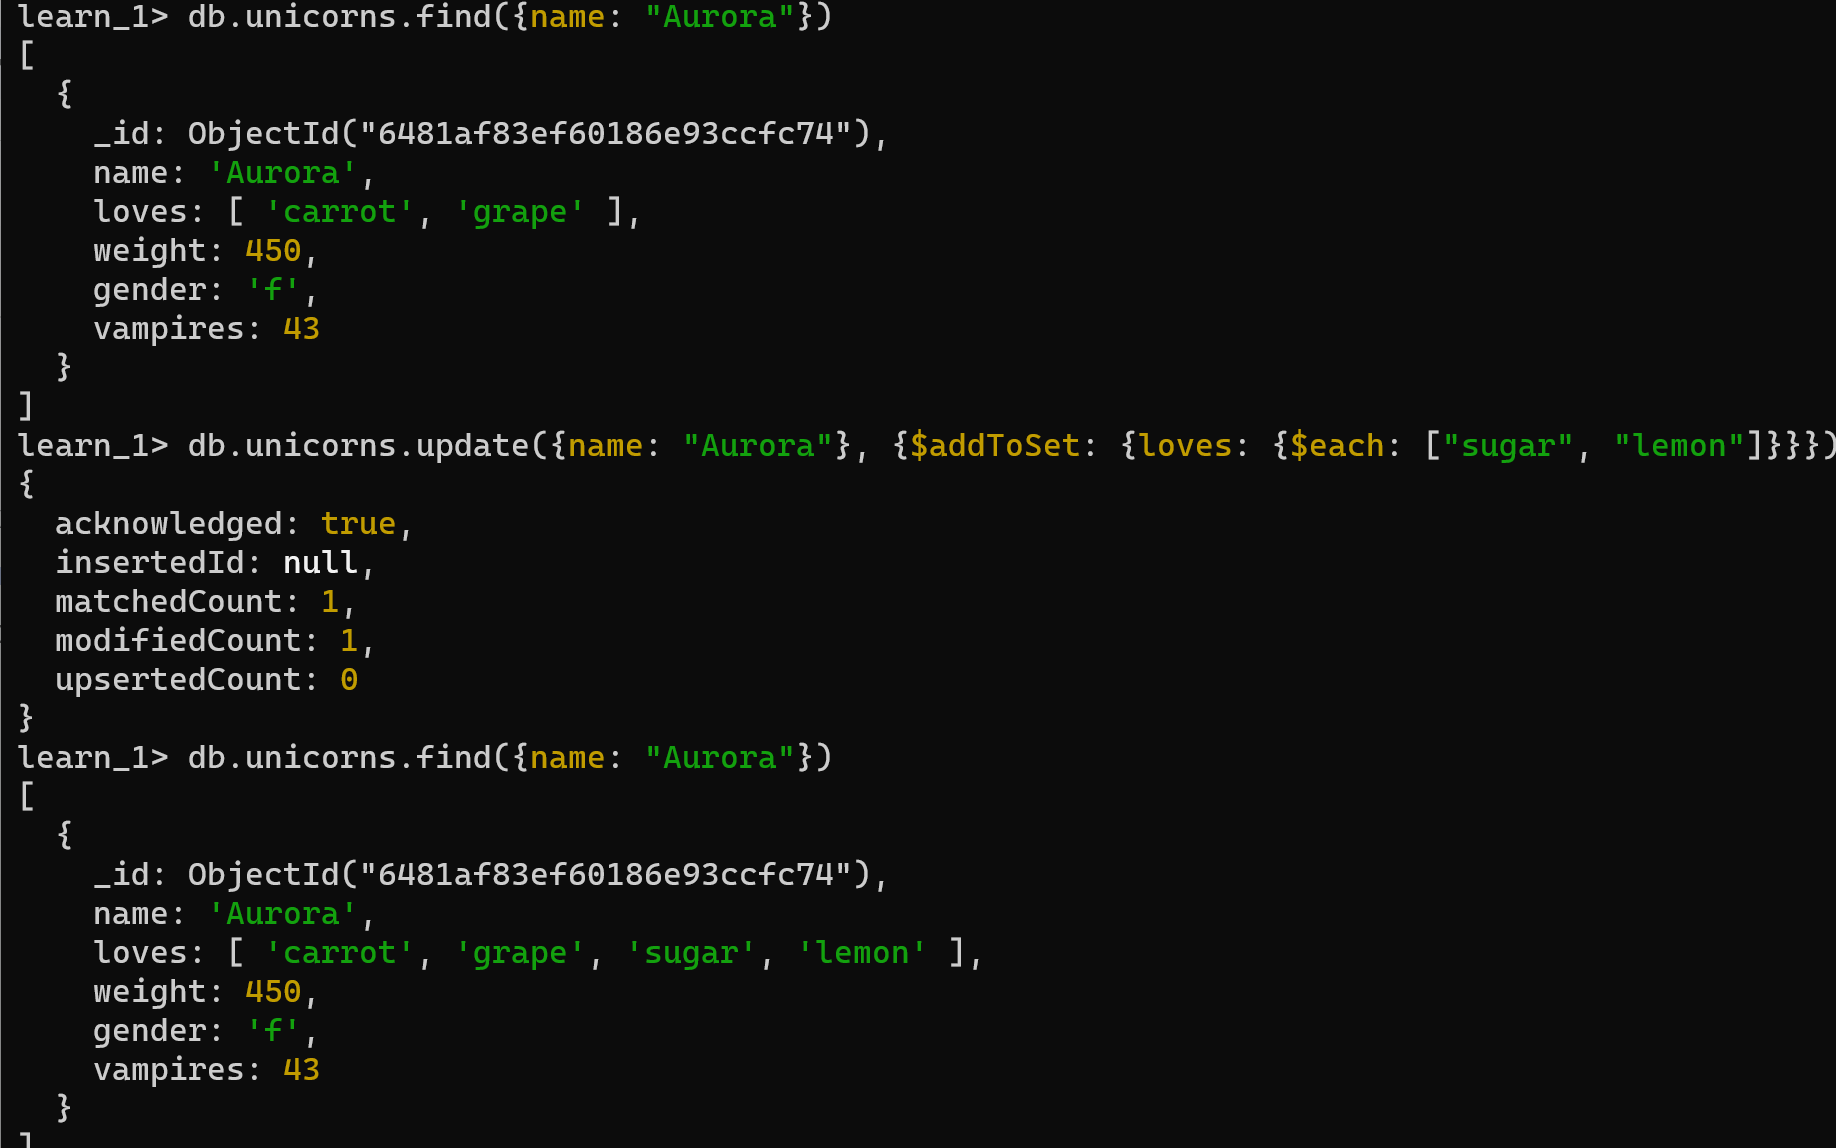 learn_1> db.unicorns.find({name: "Aurora"})
[
  {
    _id: ObjectId("6481af83ef60186e93ccfc74"),
    name: 'Aurora',
    loves: [ 'carrot', 'grape' ],
    weight: 450,
    gender: 'f',
    vampires: 43
  }
]
learn_1> db.unicorns.update({name: "Aurora"}, {$addToSet: {loves: {$each: ["sugar", "lemon"]}}})
{
  acknowledged: true,
  insertedId: null,
  matchedCount: 1,
  modifiedCount: 1,
  upsertedCount: 0
}
learn_1> db.unicorns.find({name: "Aurora"})
[
  {
    _id: ObjectId("6481af83ef60186e93ccfc74"),
    name: 'Aurora',
    loves: [ 'carrot', 'grape', 'sugar', 'lemon' ],
    weight: 450,
    gender: 'f',
    vampires: 43
  }
]